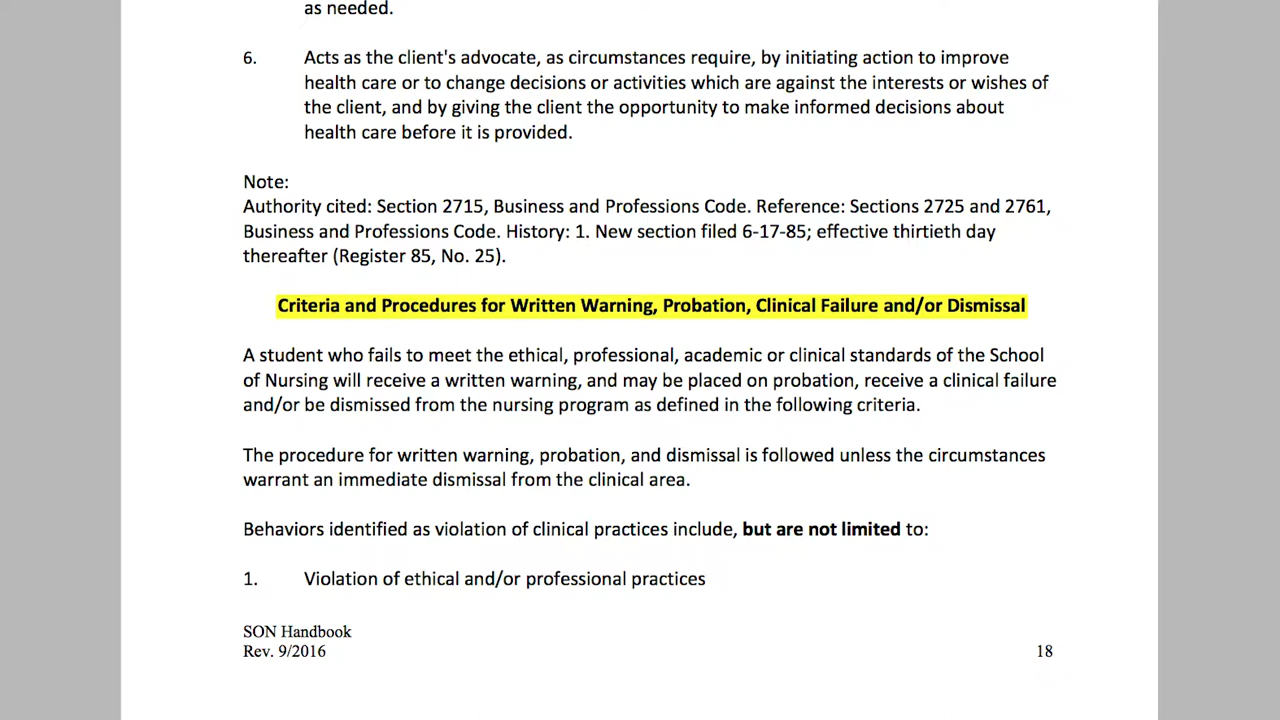 as needed.
6. Acts as the client's advocate, as circumstances require, by initiating action to improve
health care or to change decisions or activities which are against the interests or wishes of
the client, and by giving the client the opportunity to make informed decisions about
health care before it is provided.
Note:
Authority cited: Section 2715, Business and Professions Code. Reference: Sections 2725 and 2761,
Business and Professions Code. History: 1. New section filed 6-17-85; effective thirtieth day
thereafter (Register 85, No. 25).
Criteria and Procedures for Written Warning, Probation, Clinical Failure and/or Dismissal
A student who fails to meet the ethical, professional, academic or clinical standards of the School
of Nursing will receive a written warning, and may be placed on probation, receive a clinical failure
and/or be dismissed from the nursing program as defined in the following criteria.
The procedure for written warning, probation, and dismissal is followed unless the circumstances
warrant an immediate dismissal from the clinical area.
Behaviors identified as violation of clinical practices include, but are not limited to:
1. Violation of ethical and/or professional practices
SON Handbook
Rev. 9/2016 18